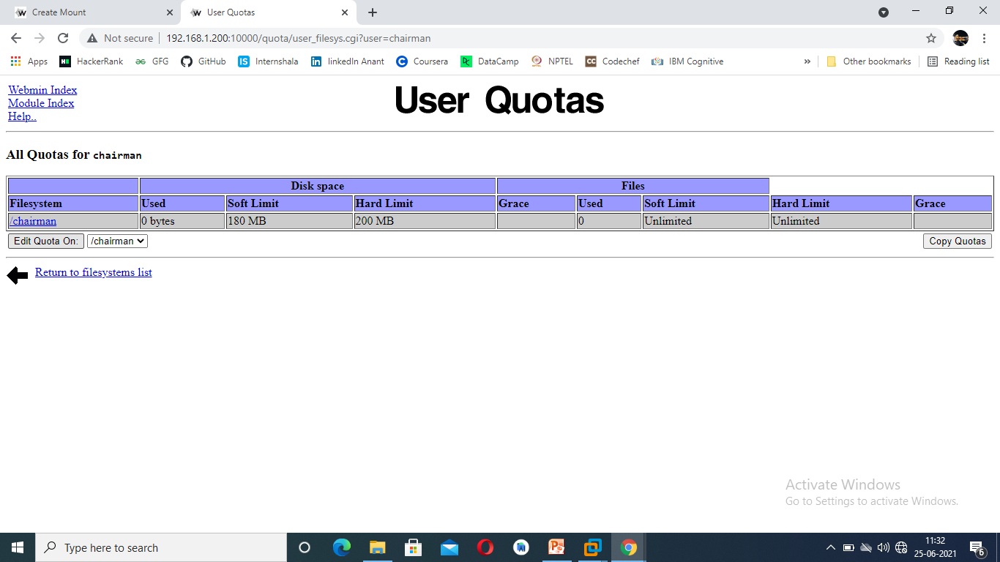 Create Mount
User Quotas
Not secure
192.168.1.200:10000/quota/user_filesys.cgi?user=chairman
Apps
HackerRank
GFG
GitHub
Internshala
linkedIn Anant
Coursera
DataCamp
NPTEL
Codechef
IBM Cognitive
»
Other bookmarks
Reading list
Webmin Index
Module Index
Help..
User Quotas
All Quotas for chairman
Disk space Files
Filesystem Used Soft Limit Hard Limit Grace Used Soft Limit Hard Limit Grace
/chairman 0 bytes 180 MB 200 MB 0 Unlimited Unlimited
Edit Quota On: /chairman Copy Quotas
Return to filesystems list
Activate Windows
Go to Settings to activate Windows.
Type here to search
11:32
25-06-2021
6